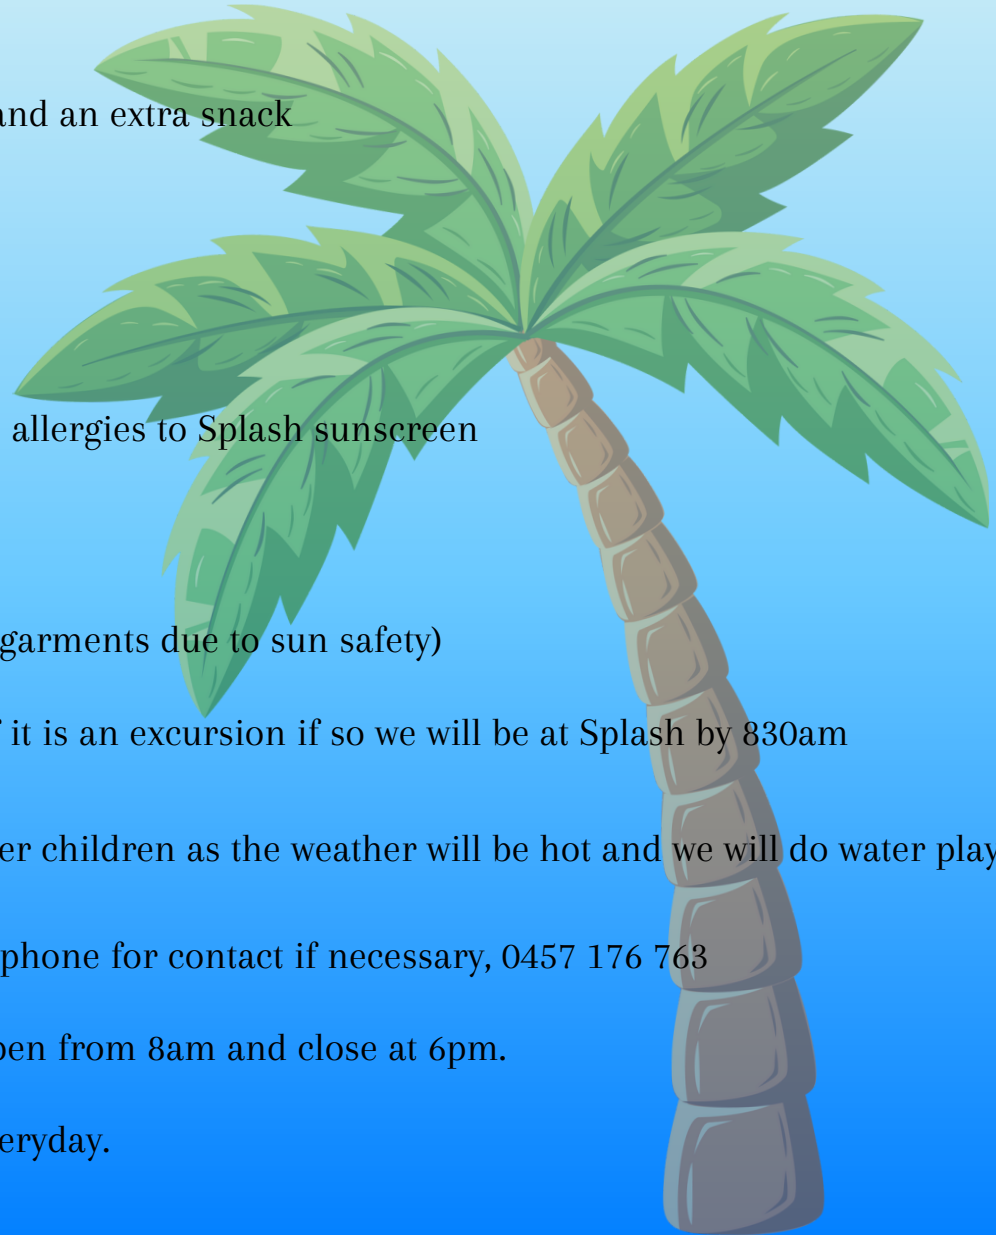 and an extra snack
allergies to Splash sunscreen
garments due to sun safety)
it is an excursion if so we will be at Splash by 830am
er children as the weather will be hot and we will do water play
phone for contact if necessary, 0457 176 763
pen from 8am and close at 6pm.
eryday.